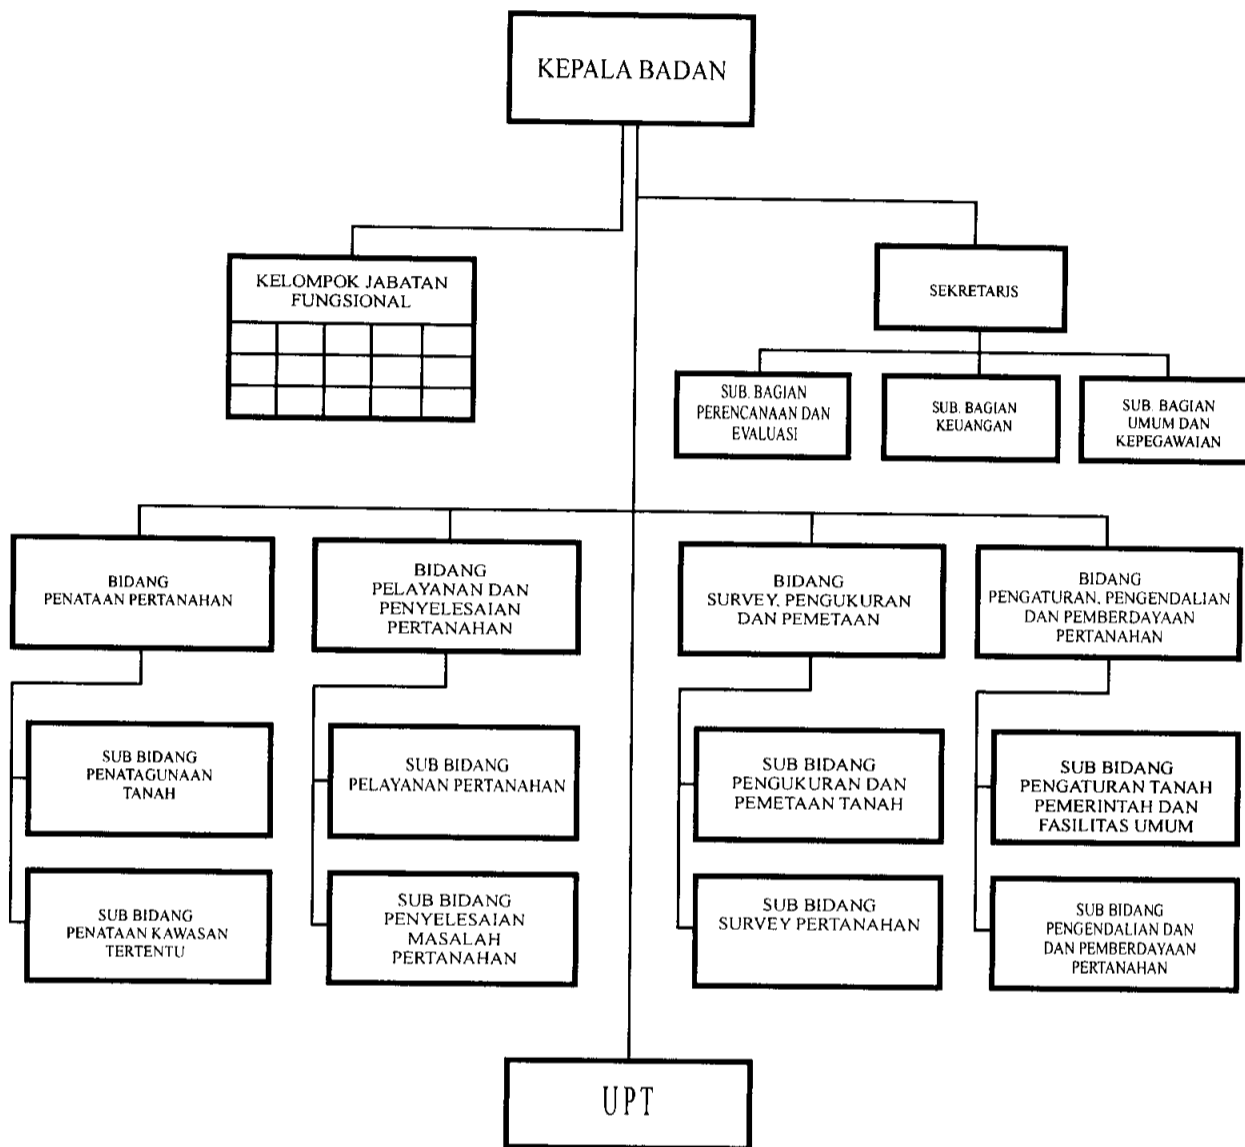 KEPALA BADAN
KELOMPOK JABATAN
FUNGSIONAL
SEKRETARIS
SUB. BAGIAN
PERENCANAAN DAN
EVALUASI
SUB. BAGIAN
KEUANGAN
SUB. BAGIAN
UMUM DAN
KEPEGAWAIAN
BIDANG
PENATAAN PERTANAHAN
BIDANG
PELAYANAN DAN
PENYELESAIAN
PERTANAHAN
BIDANG
SURVEY, PENGUKURAN
DAN PEMETAAN
BIDANG
PENGATURAN, PENGENDALIAN
DAN PEMBERDAYAAN
PERTANAHAN
SUB BIDANG
PENATAGUNAAN
TANAH
SUB BIDANG
PELAYANAN PERTANAHAN
SUB BIDANG
PENGUKURAN DAN
PEMETAAN TANAH
SUB BIDANG
PENGATURAN TANAH
PEMERINTAH DAN
FASILITAS UMUM
SUB BIDANG
PENATAAN KAWASAN
TERTENTU
SUB BIDANG
PENYELESAIAN
MASALAH
PERTANAHAN
SUB BIDANG
SURVEY PERTANAHAN
SUB BIDANG
PENGENDALIAN DAN
DAN PEMBERDAYAAN
PERTANAHAN
UPT